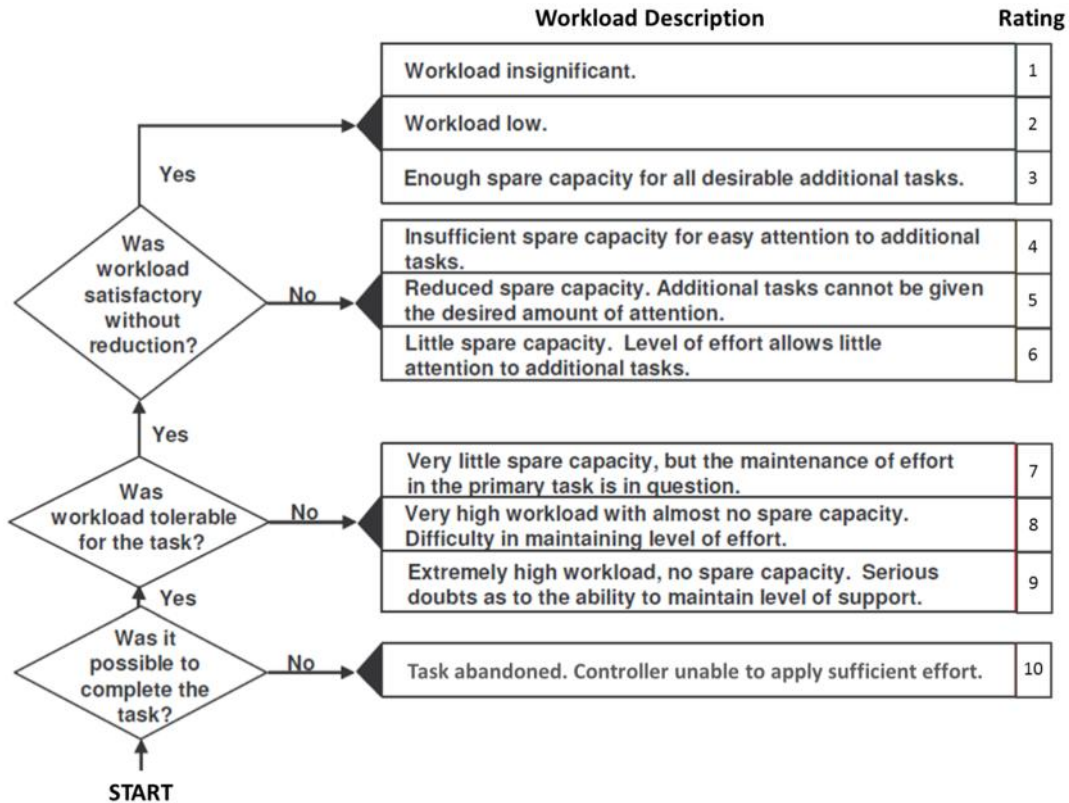 Workload Description Rating
Workload insignificant. 1
Workload low. 2
Yes
Enough spare capacity for all desirable additional tasks. 3
Was
workload
satisfactory
without
reduction?
No
Insufficient spare capacity for easy attention to additional
tasks.
4
Reduced spare capacity. Additional tasks cannot be given
the desired amount of attention.
5
Little spare capacity. Level of effort allows little
attention to additional tasks.
6
Yes
Was
workload tolerable
for the task?
No
Very little spare capacity, but the maintenance of effort
in the primary task is in question.
7
Very high workload with almost no spare capacity.
Difficulty in maintaining level of effort.
8
Extremely high workload, no spare capacity. Serious
doubts as to the ability to maintain level of support.
9
Yes
Was it
possible to
complete the
task?
No
Task abandoned. Controller unable to apply sufficient effort. 10
START